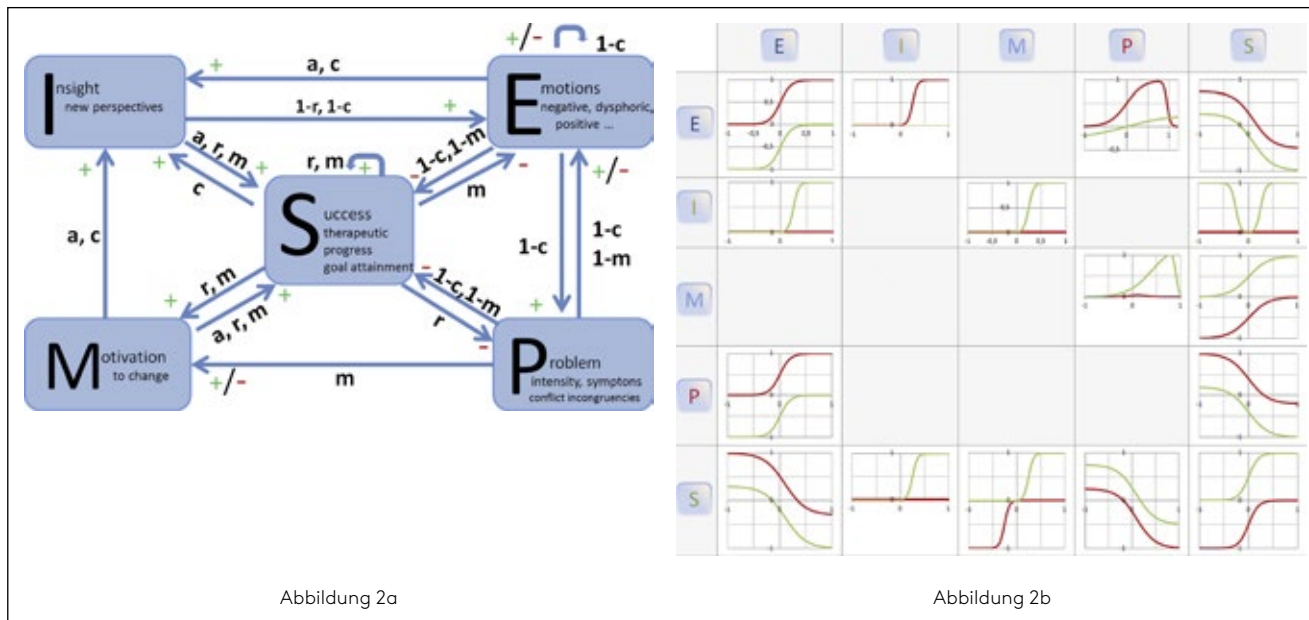 +/- 1-c
Insight
new perspectives
+ a, c
1-r, 1-c +
Emotions
negative, dysphoric,
positive ...
a, r, m
+
+
c
r, m +
- 1-c,1-m
m -
Success
therapeutic
progress
goal attainment
+/-
1-c
1-c
1-m
+
a, c
r, m
+
a, r, m
+
- 1-c,1-m
r
-
+
Motivation
to change
+/-
m
Problem
intensity, symptons
conflict incongruencies
Abbildung 2a
E I M P S
E
I
M
P
S
Abbildung 2b